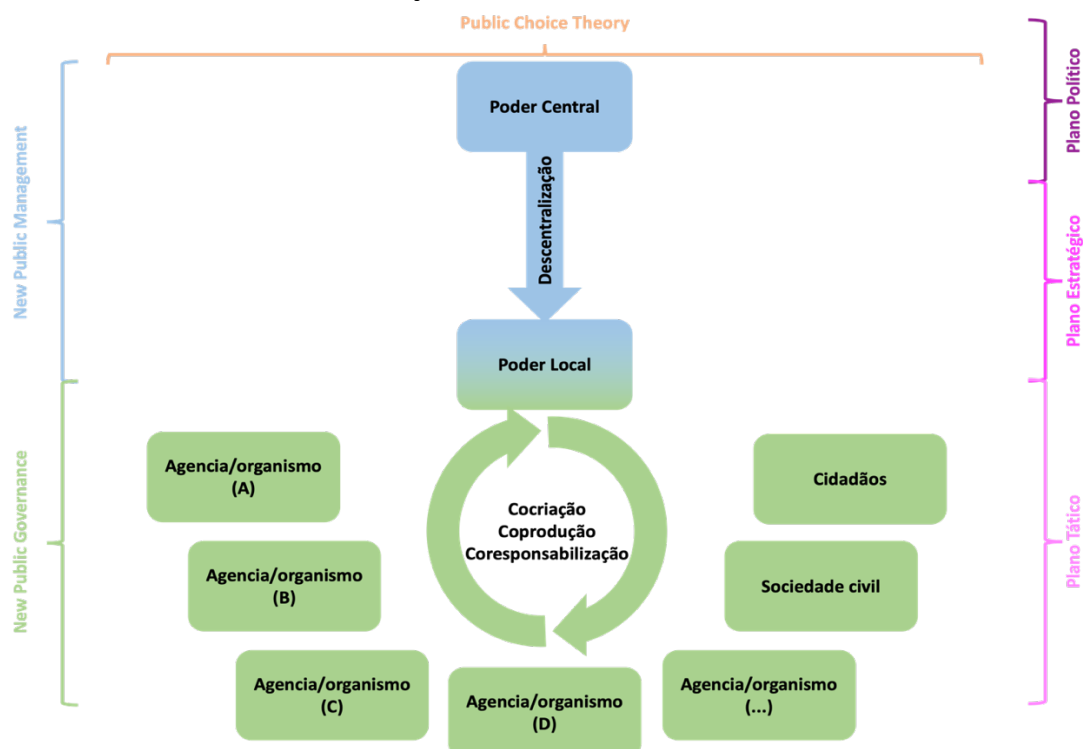 Public Choice Theory
Poder Central
Plano Político
New Public Management
Descentralização
Plano Estratégico
Poder Local
New Public Governance
Agencia/organismo
(A)
Cidadãos
Cocriação
Coprodução
Coresponsabilização
Plano Tático
Agencia/organismo
(B)
Sociedade civil
Agencia/organismo
(C)
Agencia/organismo
(D)
Agencia/organismo
(...)